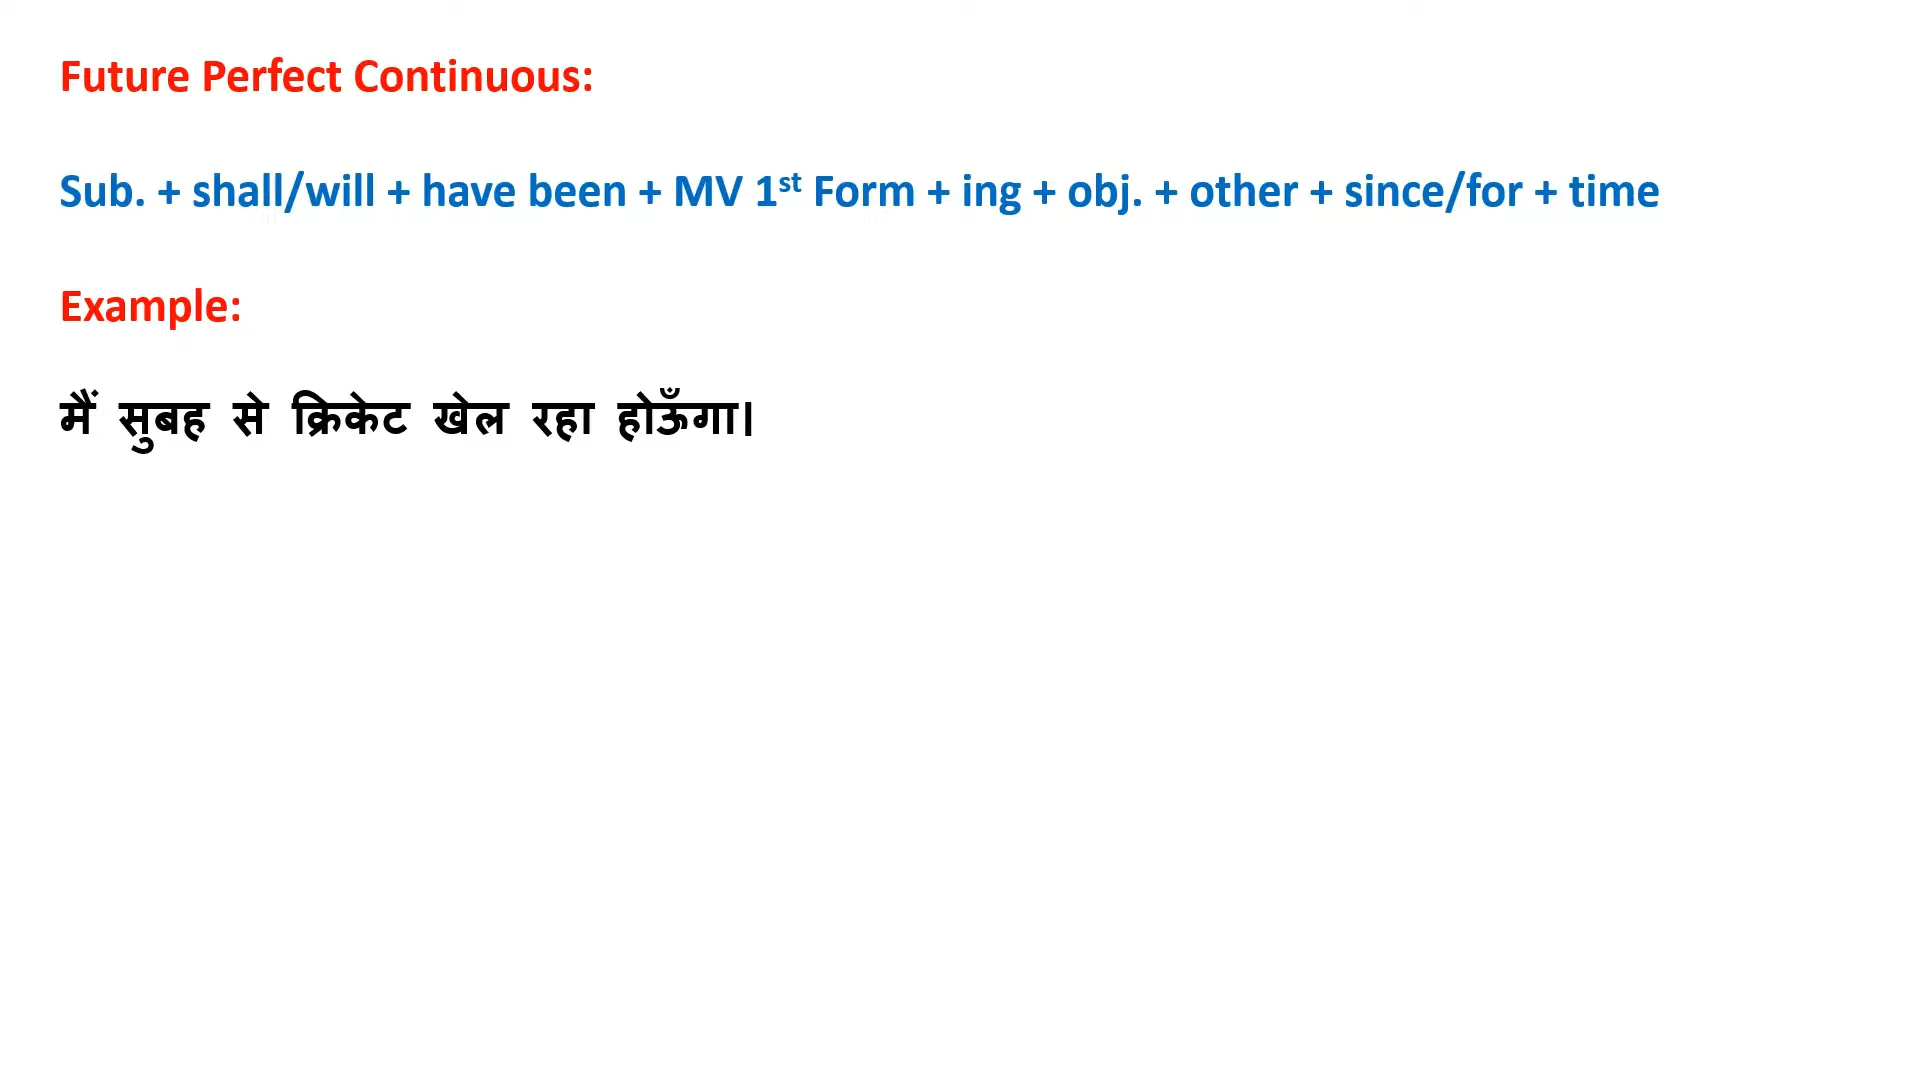 Future Perfect Continuous:
Sub. + shall/will + have been + MV 1st Form + ing + obj. + other + since/for + time
Example:
मैं सुबह से क्रिकेट खेल रहा होऊँगा।